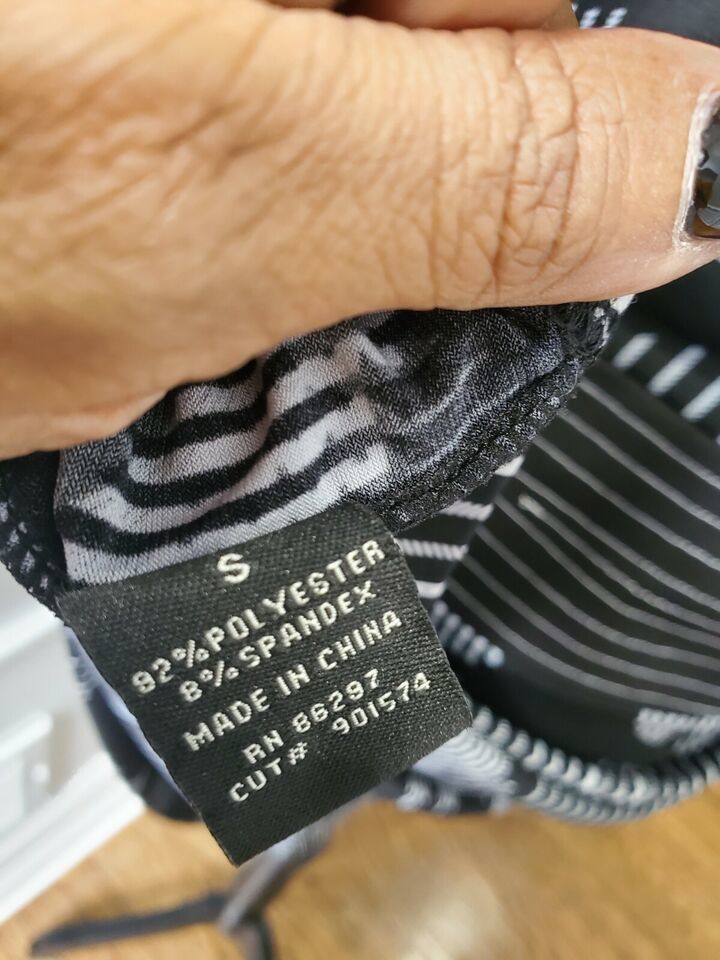 S
92%POLYESTER
8%SPANDEX
MADE IN CHINA
RN 86297
CUT# 901574